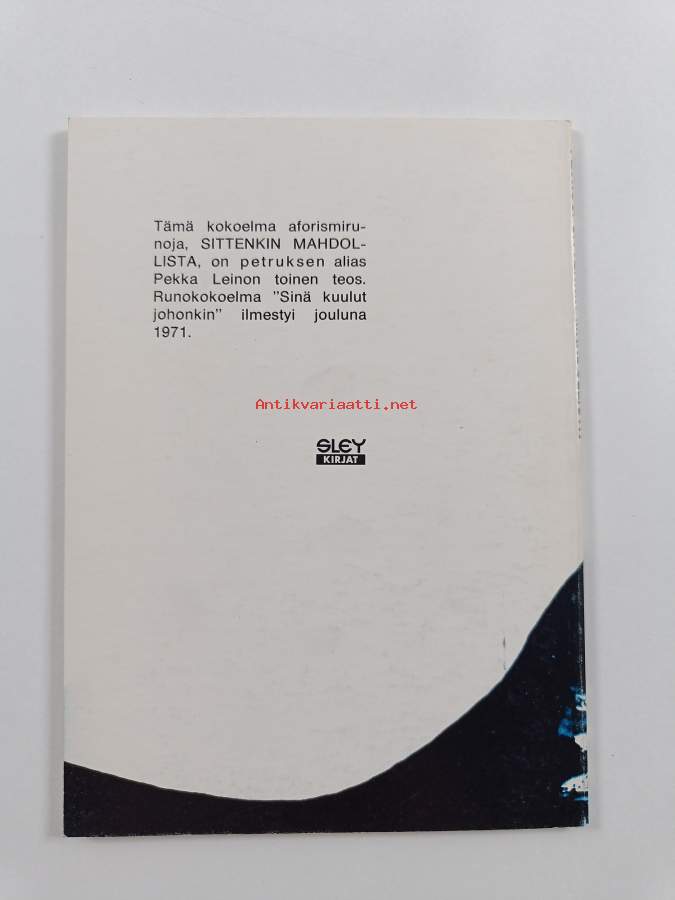 Tämä kokoelma aforismiru-
noja, SITTENKIN MAHDOL-
LISTA, on petruksen alias
Pekka Leinon toinen teos.
Runokokoelma "Sinä kuulut
johonkin" ilmestyi jouluna
1971.
Antikvariaatti.net
SLEY
KIRJAT